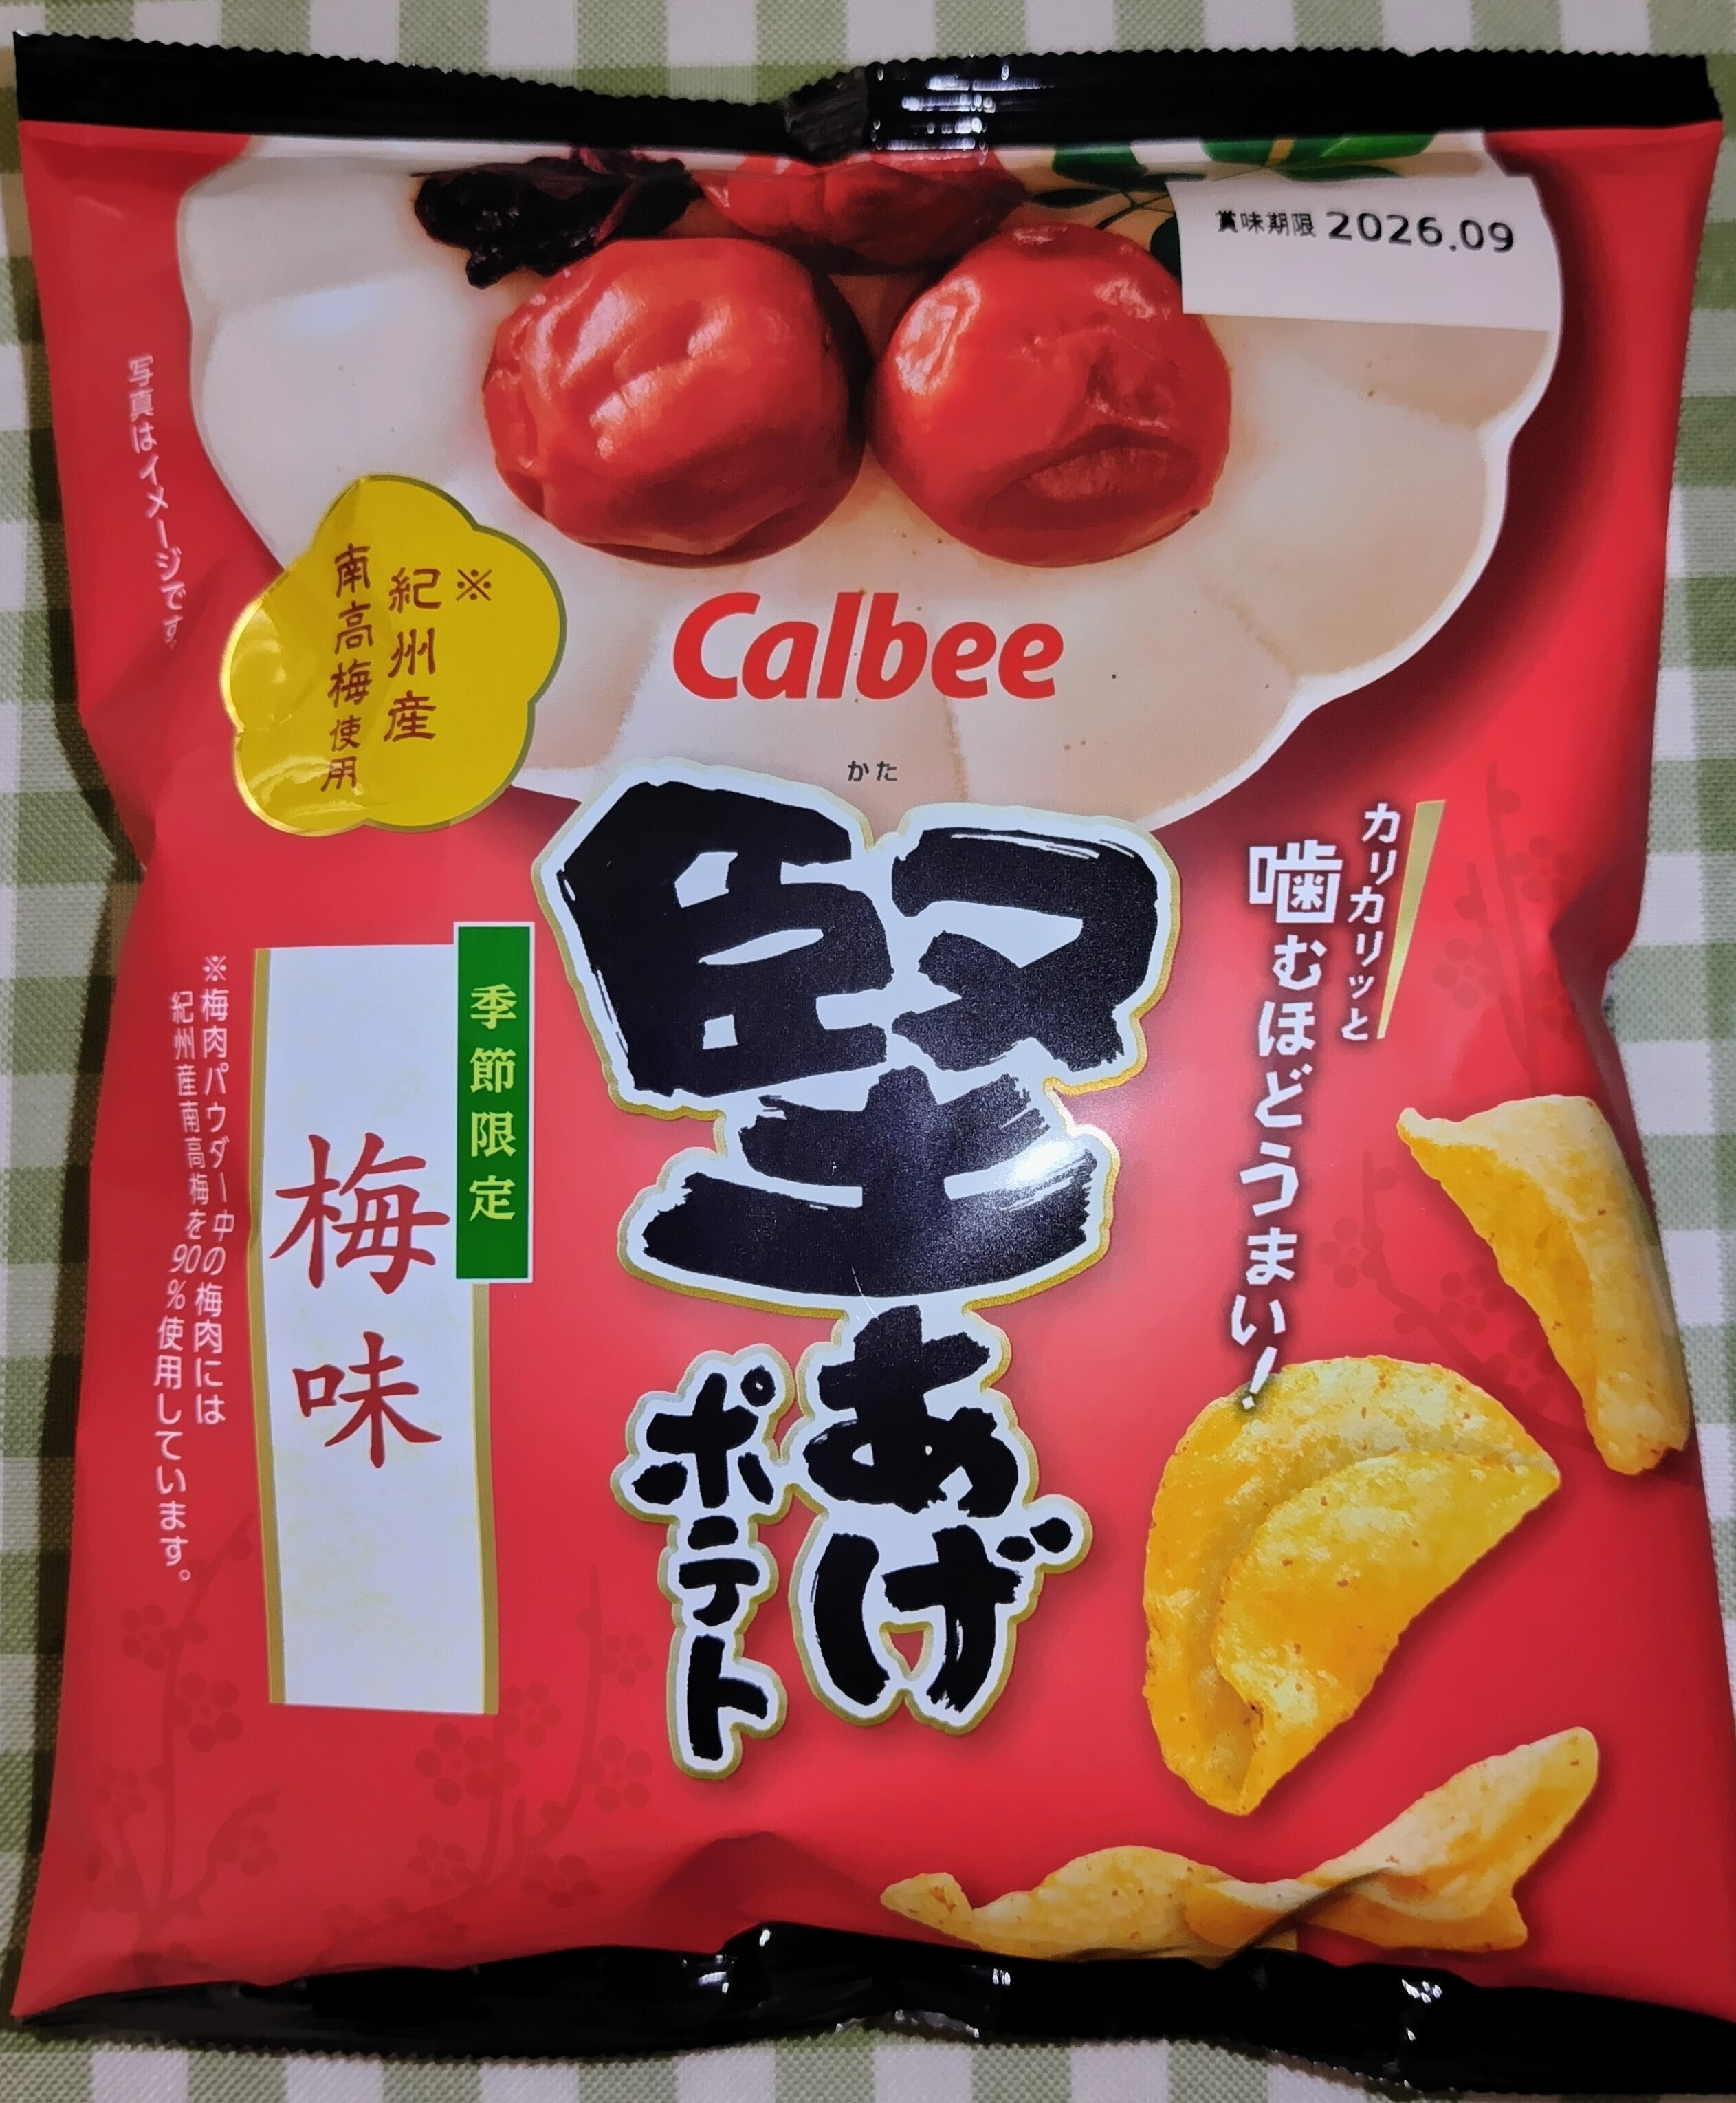 賞味期限 2026.09
写真はイメージです。
※
紀州産
南高梅使用
Calbee
かた
堅
あげ
ポテト
カリカリッと
噛むほどうまい!
季節限定
梅味
※梅肉パウダー中の梅肉には
紀州産南高梅を90%使用しています。